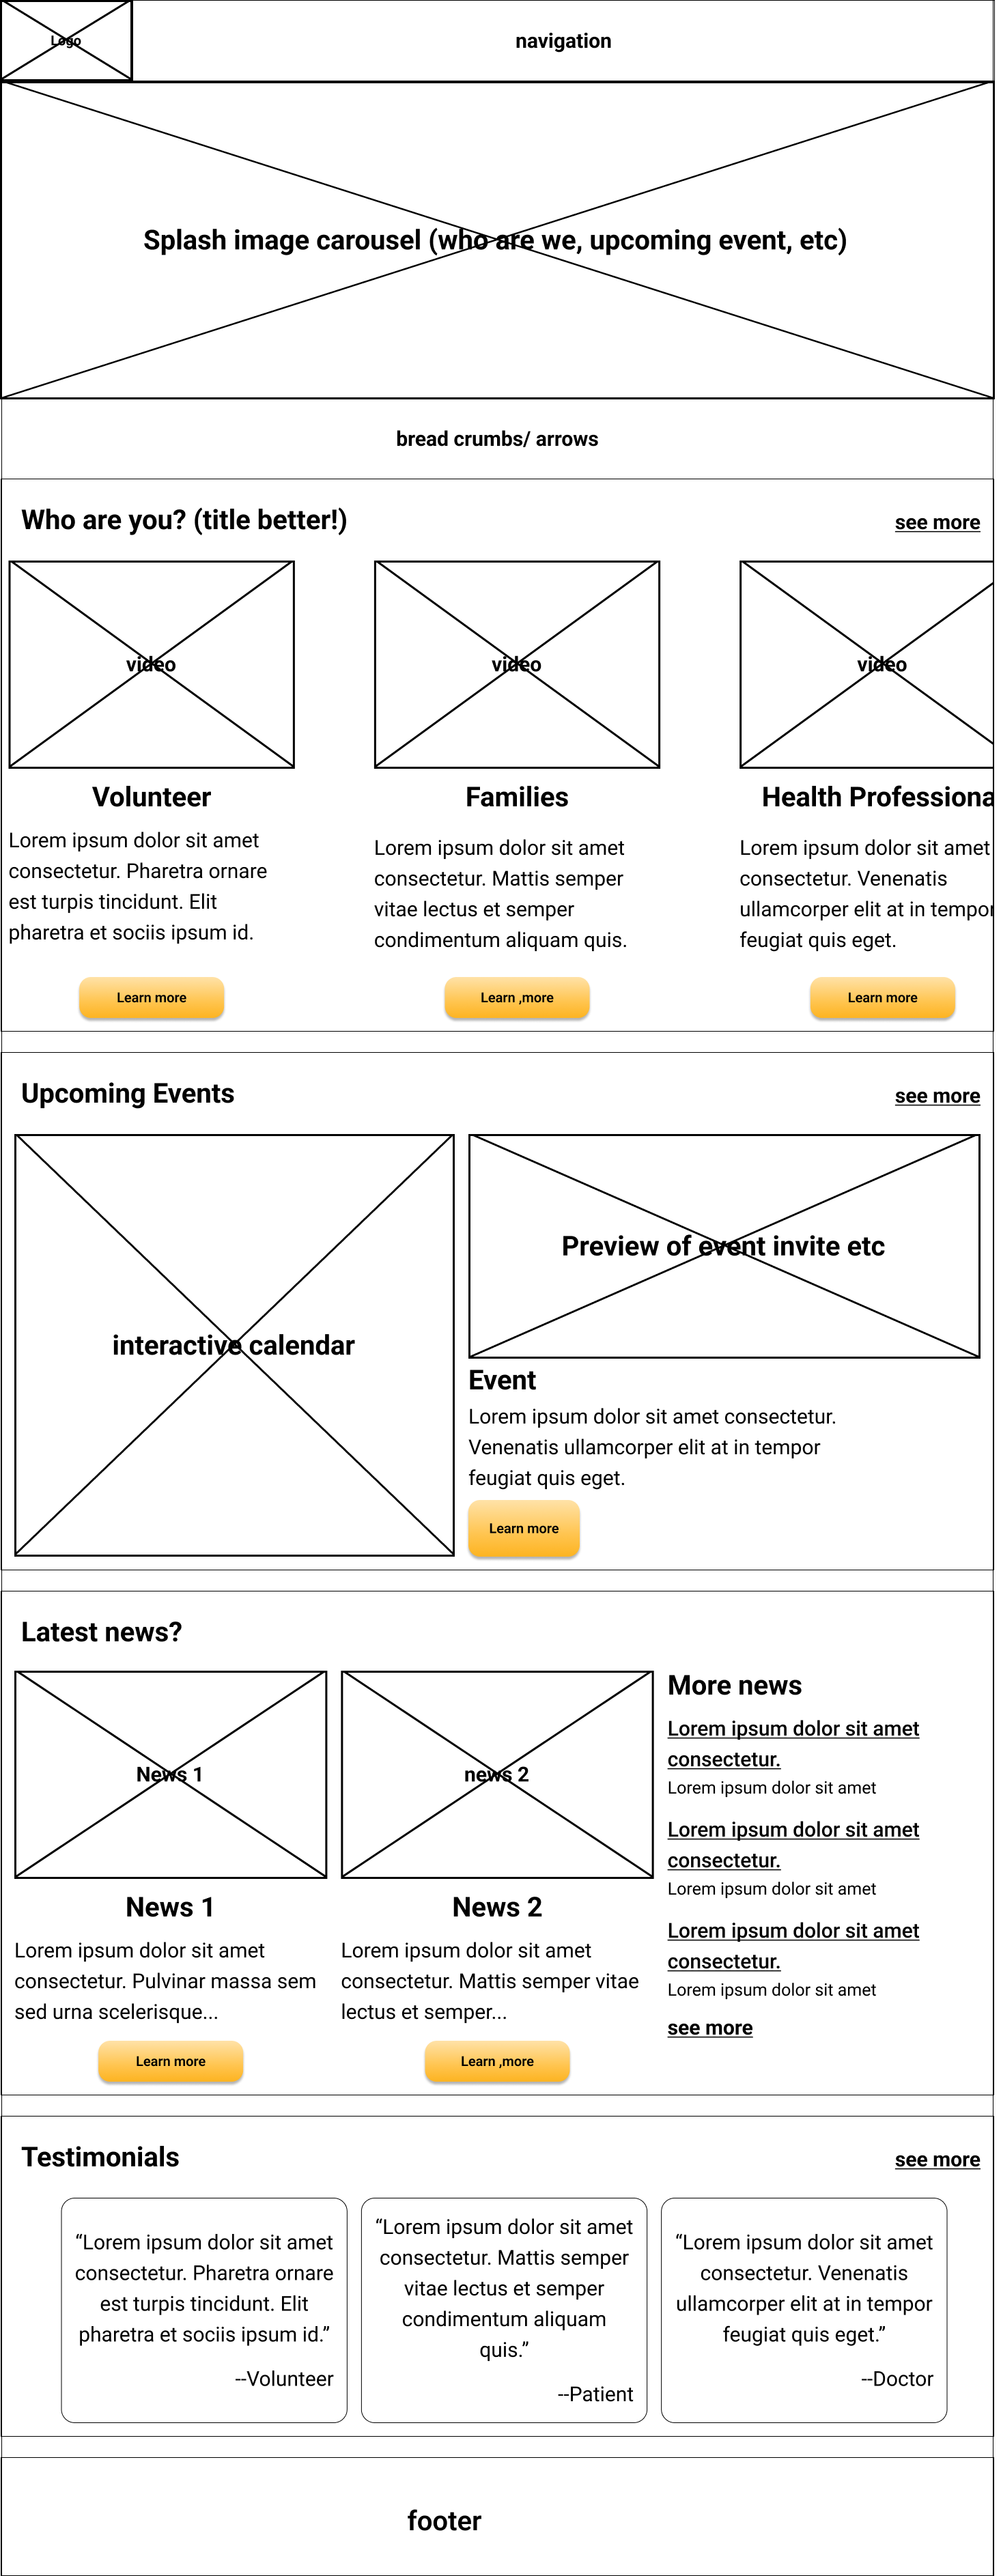 Logo
navigation
Splash image carousel (who are we, upcoming event, etc)
bread crumbs/ arrows
Who are you? (title better!)
see more
video
Volunteer
Lorem ipsum dolor sit amet
consectetur. Pharetra ornare
est turpis tincidunt. Elit
pharetra et sociis ipsum id.
Learn more
video
Families
Lorem ipsum dolor sit amet
consectetur. Mattis semper
vitae lectus et semper
condimentum aliquam quis.
Learn ,more
video
Health Professiona
Lorem ipsum dolor sit amet
consectetur. Venenatis
ullamcorper elit at in tempor
feugiat quis eget.
Learn more
Upcoming Events
see more
interactive calendar
Preview of event invite etc
Event
Lorem ipsum dolor sit amet consectetur.
Venenatis ullamcorper elit at in tempor
feugiat quis eget.
Learn more
Latest news?
News 1
News 1
Lorem ipsum dolor sit amet
consectetur. Pulvinar massa sem
sed urna scelerisque...
Learn more
news 2
News 2
Lorem ipsum dolor sit amet
consectetur. Mattis semper vitae
lectus et semper...
Learn ,more
More news
Lorem ipsum dolor sit amet
consectetur.
Lorem ipsum dolor sit amet
Lorem ipsum dolor sit amet
consectetur.
Lorem ipsum dolor sit amet
Lorem ipsum dolor sit amet
consectetur.
Lorem ipsum dolor sit amet
see more
Testimonials
see more
“Lorem ipsum dolor sit amet
consectetur. Pharetra ornare
est turpis tincidunt. Elit
pharetra et sociis ipsum id.”
--Volunteer
“Lorem ipsum dolor sit amet
consectetur. Mattis semper
vitae lectus et semper
condimentum aliquam
quis.”
--Patient
“Lorem ipsum dolor sit amet
consectetur. Venenatis
ullamcorper elit at in tempor
feugiat quis eget.”
--Doctor
footer